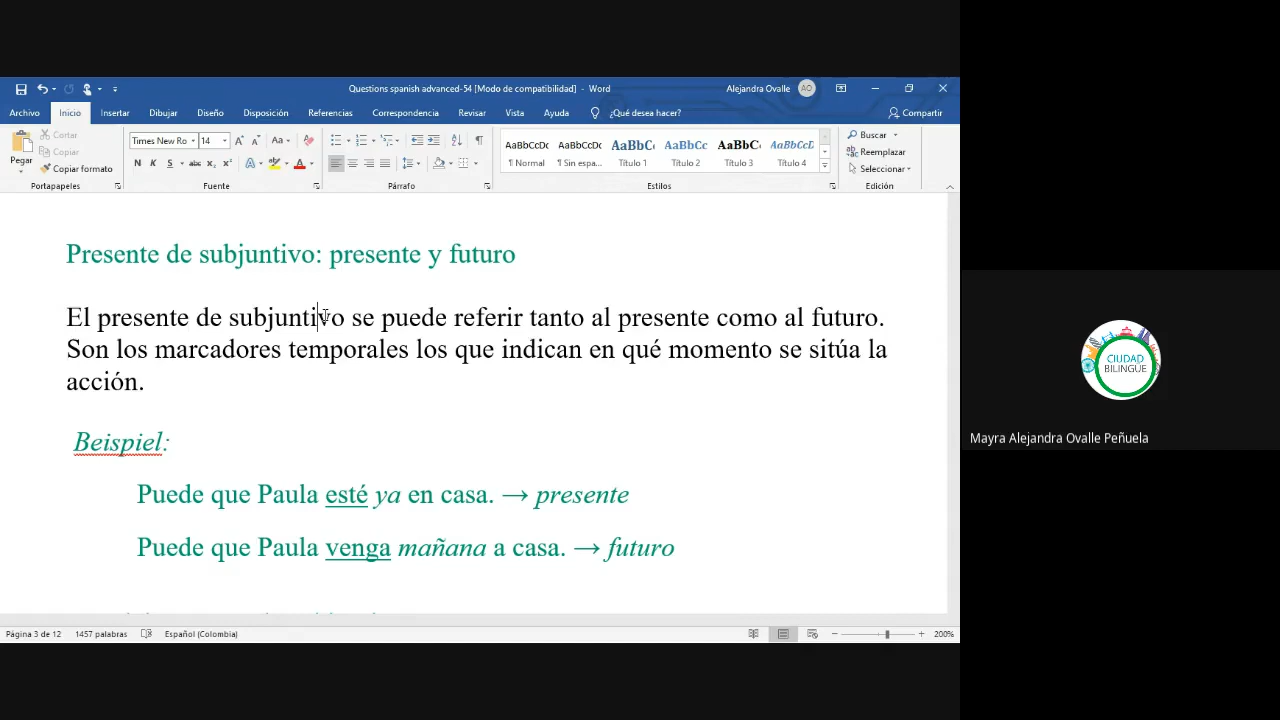 Questions spanish advanced-54 [Modo de compatibilidad] - Word
Alejandra Ovalle
AO
Archivo Inicio Insertar Dibujar Diseño Disposición Referencias Correspondencia Revisar Vista Ayuda ¿Qué desea hacer? Compartir
Pegar
Cortar
Copiar
Copiar formato
Portapapeles
Times New Ro 14
Aa
N K S abc x₂ x² A A
Fuente
Párrafo
AaBbCcDc AaBbCcDc AaBbC AaBbCc AaBbC AaBbCcD
¶ Normal ¶ Sin espa... Título 1 Título 2 Título 3 Título 4
Estilos
Buscar
Reemplazar
Seleccionar
Edición
Presente de subjuntivo: presente y futuro
El presente de subjuntivo se puede referir tanto al presente como al futuro.
Son los marcadores temporales los que indican en qué momento se sitúa la
acción.
Beispiel:
Puede que Paula esté ya en casa. → presente
Puede que Paula venga mañana a casa. → futuro
Página 3 de 12 1457 palabras Español (Colombia) 200%
CIUDAD
BILINGÜE
Mayra Alejandra Ovalle Peñuela